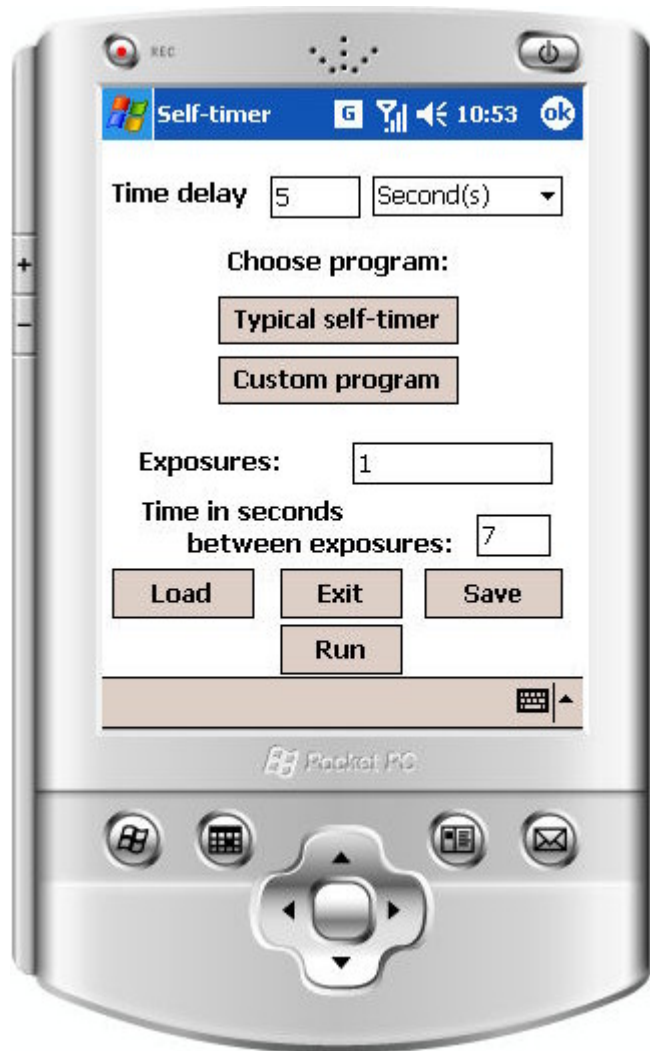 REC
Self-timer G 10:53 ok
Time delay 5 Second(s)
Choose program:
Typical self-timer
Custom program
Exposures: 1
Time in seconds
between exposures: 7
Load Exit Save
Run
Pocket PC
+
-